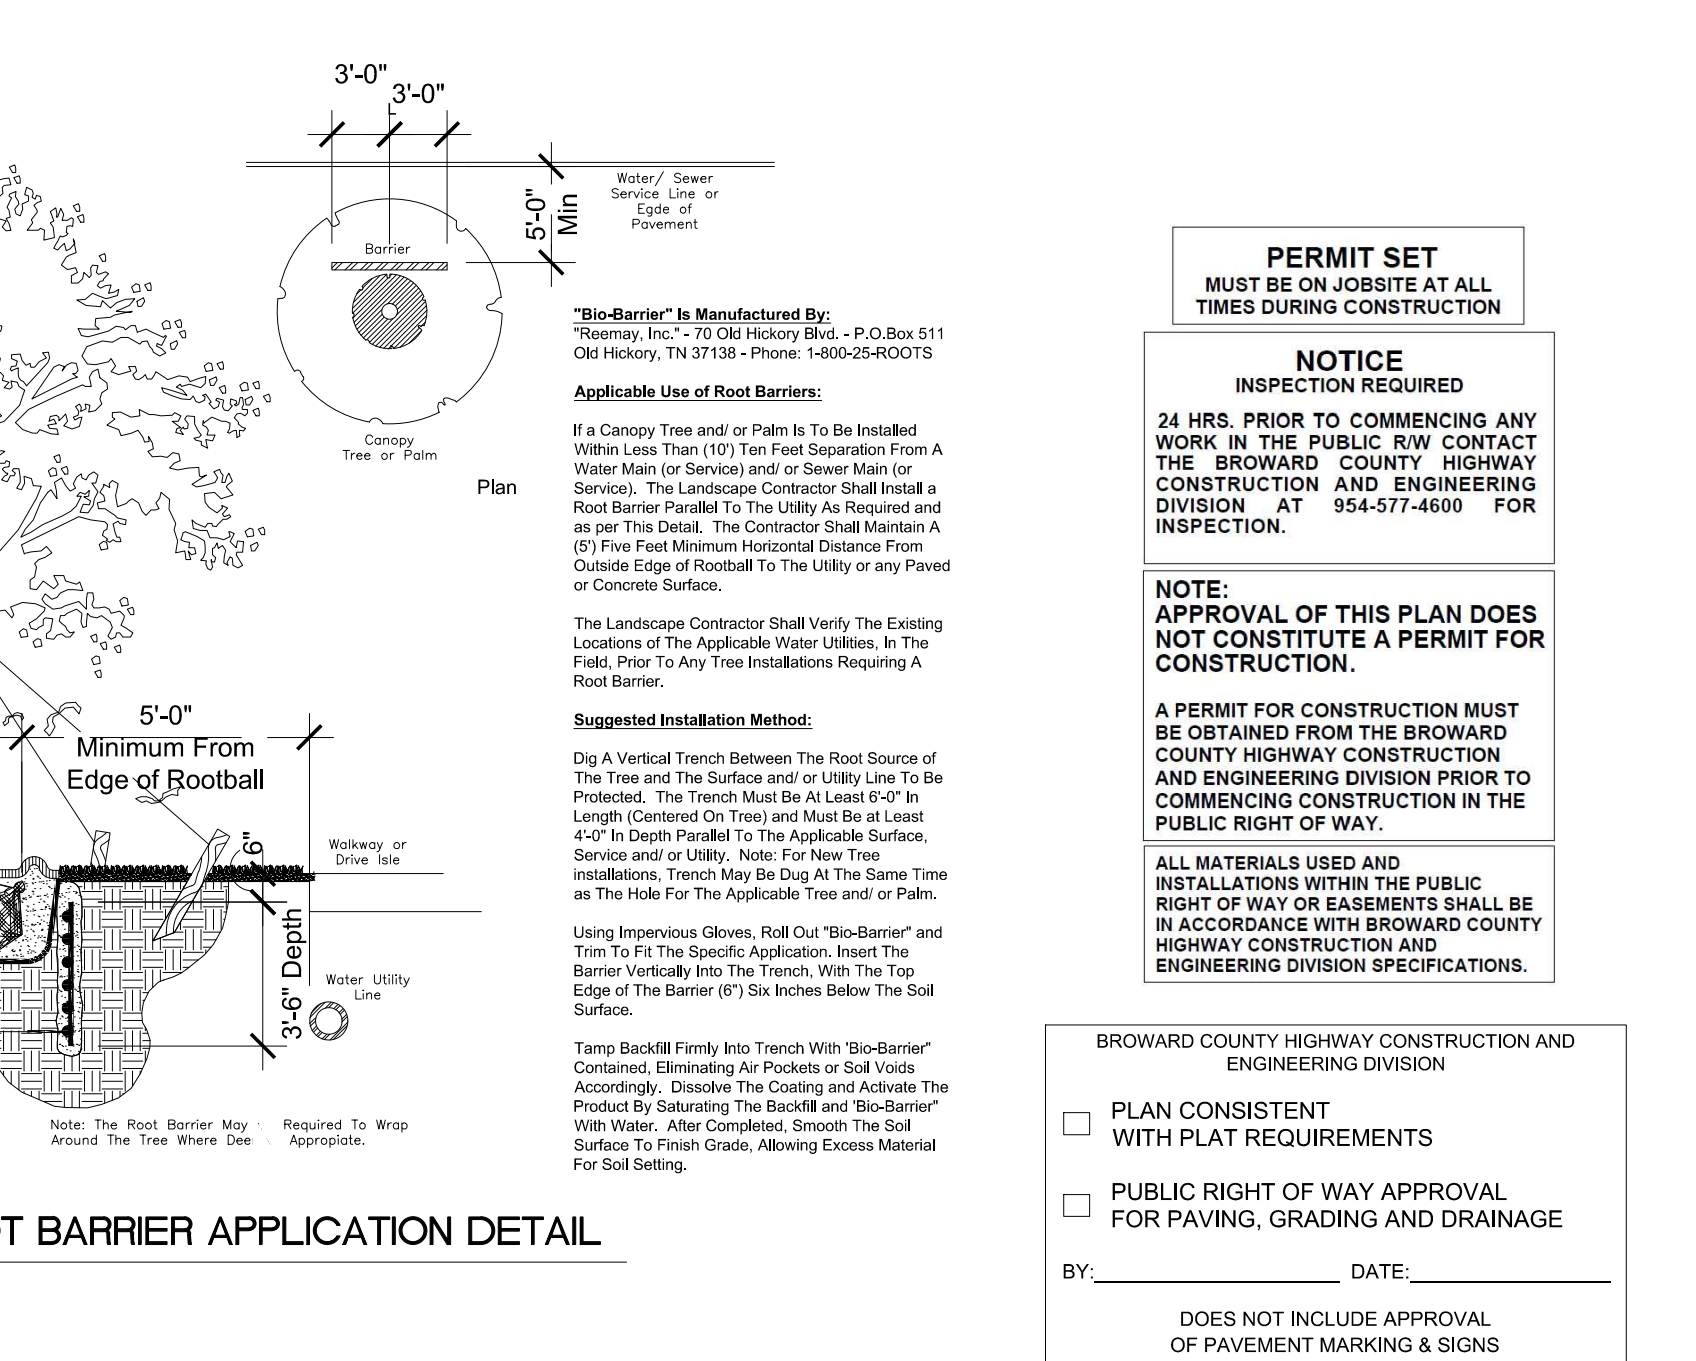 3'-0"
3'-0"
Water/ Sewer
Service Line or
Egde of
Pavement
5'-0"
Min
Barrier
Canopy
Tree or Palm
Plan
5'-0"
Minimum From
Edge of Rootball
6"
Walkway or
Drive Isle
3'-6" Depth
Water Utility
Line
Note: The Root Barrier May Required To Wrap
Around The Tree Where Dee Appropiate.
T BARRIER APPLICATION DETAIL
"Bio-Barrier" Is Manufactured By:
"Reemay, Inc." - 70 Old Hickory Blvd. - P.O.Box 511
Old Hickory, TN 37138 - Phone: 1-800-25-ROOTS
Applicable Use of Root Barriers:
If a Canopy Tree and/ or Palm Is To Be Installed
Within Less Than (10') Ten Feet Separation From A
Water Main (or Service) and/ or Sewer Main (or
Service). The Landscape Contractor Shall Install a
Root Barrier Parallel To The Utility As Required and
as per This Detail. The Contractor Shall Maintain A
(5') Five Feet Minimum Horizontal Distance From
Outside Edge of Rootball To The Utility or any Paved
or Concrete Surface.
The Landscape Contractor Shall Verify The Existing
Locations of The Applicable Water Utilities, In The
Field, Prior To Any Tree Installations Requiring A
Root Barrier.
Suggested Installation Method:
Dig A Vertical Trench Between The Root Source of
The Tree and The Surface and/ or Utility Line To Be
Protected. The Trench Must Be At Least 6'-0" In
Length (Centered On Tree) and Must Be at Least
4'-0" In Depth Parallel To The Applicable Surface,
Service and/ or Utility. Note: For New Tree
installations, Trench May Be Dug At The Same Time
as The Hole For The Applicable Tree and/ or Palm.
Using Impervious Gloves, Roll Out "Bio-Barrier" and
Trim To Fit The Specific Application. Insert The
Barrier Vertically Into The Trench, With The Top
Edge of The Barrier (6") Six Inches Below The Soil
Surface.
Tamp Backfill Firmly Into Trench With 'Bio-Barrier"
Contained, Eliminating Air Pockets or Soil Voids
Accordingly. Dissolve The Coating and Activate The
Product By Saturating The Backfill and 'Bio-Barrier"
With Water. After Completed, Smooth The Soil
Surface To Finish Grade, Allowing Excess Material
For Soil Setting.
PERMIT SET
MUST BE ON JOBSITE AT ALL
TIMES DURING CONSTRUCTION
NOTICE
INSPECTION REQUIRED
24 HRS. PRIOR TO COMMENCING ANY
WORK IN THE PUBLIC R/W CONTACT
THE BROWARD COUNTY HIGHWAY
CONSTRUCTION AND ENGINEERING
DIVISION AT 954-577-4600 FOR
INSPECTION.
NOTE:
APPROVAL OF THIS PLAN DOES
NOT CONSTITUTE A PERMIT FOR
CONSTRUCTION.
A PERMIT FOR CONSTRUCTION MUST
BE OBTAINED FROM THE BROWARD
COUNTY HIGHWAY CONSTRUCTION
AND ENGINEERING DIVISION PRIOR TO
COMMENCING CONSTRUCTION IN THE
PUBLIC RIGHT OF WAY.
ALL MATERIALS USED AND
INSTALLATIONS WITHIN THE PUBLIC
RIGHT OF WAY OR EASEMENTS SHALL BE
IN ACCORDANCE WITH BROWARD COUNTY
HIGHWAY CONSTRUCTION AND
ENGINEERING DIVISION SPECIFICATIONS.
BROWARD COUNTY HIGHWAY CONSTRUCTION AND
ENGINEERING DIVISION
PLAN CONSISTENT
WITH PLAT REQUIREMENTS
PUBLIC RIGHT OF WAY APPROVAL
FOR PAVING, GRADING AND DRAINAGE
BY: DATE:
DOES NOT INCLUDE APPROVAL
OF PAVEMENT MARKING & SIGNS